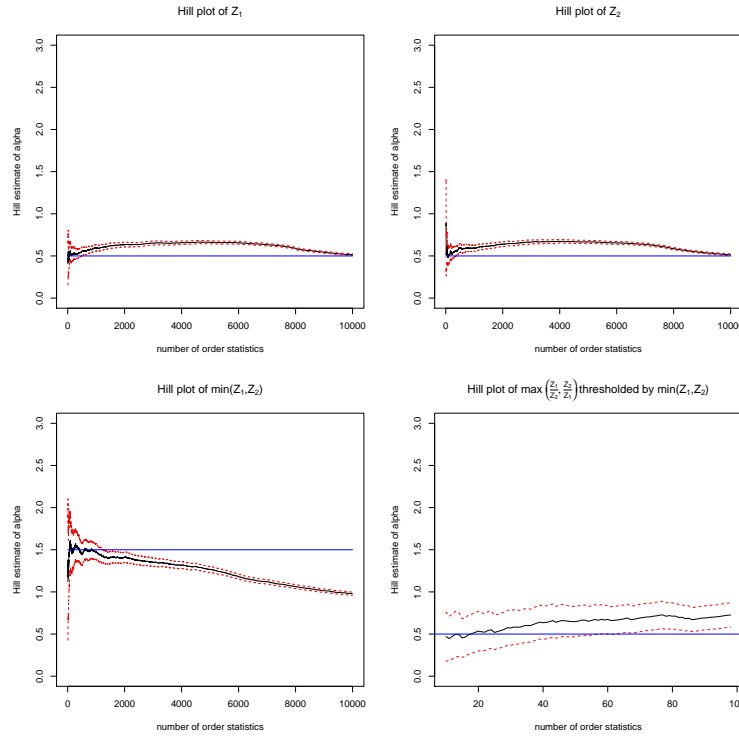 Hill plot of Z₁
Hill estimate of alpha
3.0
2.5
2.0
1.5
1.0
0.5
0.0
0 2000 4000 6000 8000 10000
number of order statistics
Hill plot of Z₂
Hill estimate of alpha
3.0
2.5
2.0
1.5
1.0
0.5
0.0
0 2000 4000 6000 8000 10000
number of order statistics
Hill plot of min(Z₁,Z₂)
Hill estimate of alpha
3.0
2.5
2.0
1.5
1.0
0.5
0.0
0 2000 4000 6000 8000 10000
number of order statistics
Hill plot of max(Z₁/Z₂, Z₂/Z₁)thresholded by min(Z₁,Z₂)
Hill estimate of alpha
3.0
2.5
2.0
1.5
1.0
0.5
0.0
20 40 60 80
number of order statistics